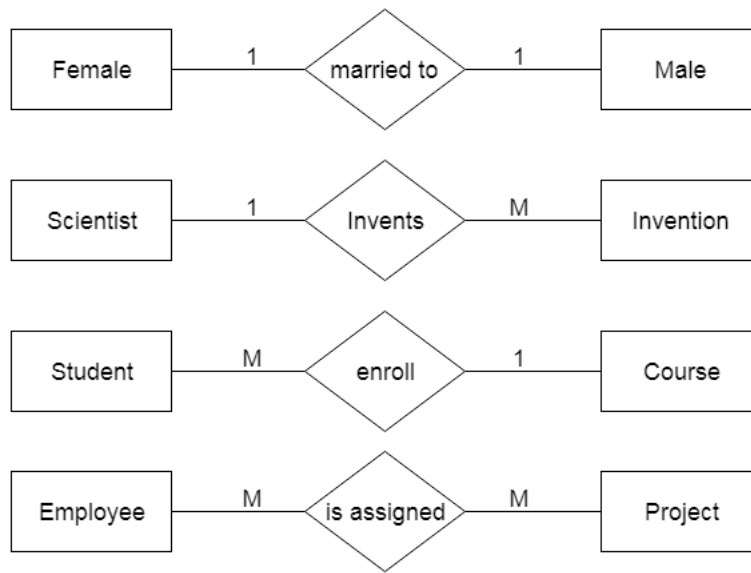 Female 1 married to 1 Male
Scientist 1 Invents M Invention
Student M enroll 1 Course
Employee M is assigned M Project